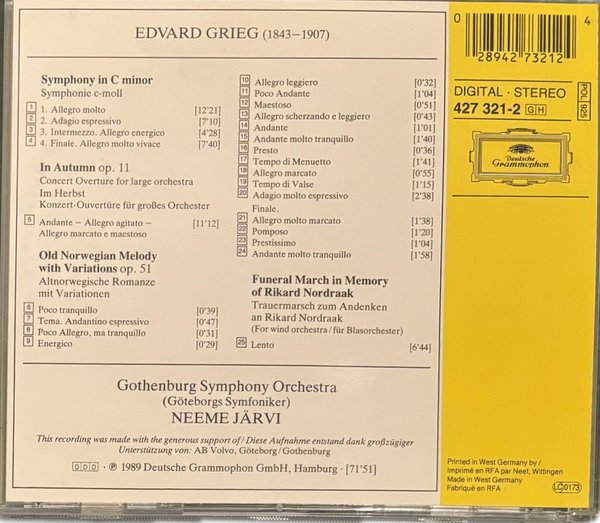 EDVARD GRIEG (1843–1907)
Symphony in C minor
Symphonie c-moll
1 1. Allegro molto [12'21]
2 2. Adagio espressivo [7'10]
3 3. Intermezzo. Allegro energico [4'28]
4 4. Finale. Allegro molto vivace [7'40]
In Autumn op. 11
Concert Overture for large orchestra
Im Herbst
Konzert-Ouvertüre für großes Orchester
5 Andante – Allegro agitato – [11'12]
Allegro marcato e maestoso
Old Norwegian Melody
with Variations op. 51
Altnorwegische Romanze
mit Variationen
6 Poco tranquillo [0'39]
7 Tema. Andantino espressivo [0'47]
8 Poco Allegro, ma tranquillo [0'31]
9 Energico [0'29]
10 Allegro leggiero [0'32]
11 Poco Andante [1'04]
12 Maestoso [0'51]
13 Allegro scherzando e leggiero [0'43]
14 Andante [1'01]
15 Andante molto tranquillo [1'40]
16 Presto [0'36]
17 Tempo di Menuetto [1'41]
18 Allegro marcato [0'55]
19 Tempo di Valse [1'15]
20 Adagio molto espressivo [2'38]
Finale.
21 Allegro molto marcato [1'38]
22 Pomposo [1'20]
23 Prestissimo [1'04]
24 Andante molto tranquillo [1'58]
Funeral March in Memory
of Rikard Nordraak
Trauermarsch zum Andenken
an Rikard Nordraak
(For wind orchestra/für Blasorchester)
25 Lento [6'44]
Gothenburg Symphony Orchestra
(Göteborgs Symfoniker)
NEEME JÄRVI
This recording was made with the generous support of / Diese Aufnahme entstand dank großzügiger
Unterstützung von: AB Volvo, Göteborg / Gothenburg
DDD · ℗ 1989 Deutsche Grammophon GmbH, Hamburg · [71'51]
0 28942 73212 4
DIGITAL · STEREO
427 321-2 GH
POL 925
Deutsche
Grammophon
Printed in West Germany by /
Imprimé en RFA par Neef, Wittingen
Made in West Germany
Fabriqué en RFA
LC 0173